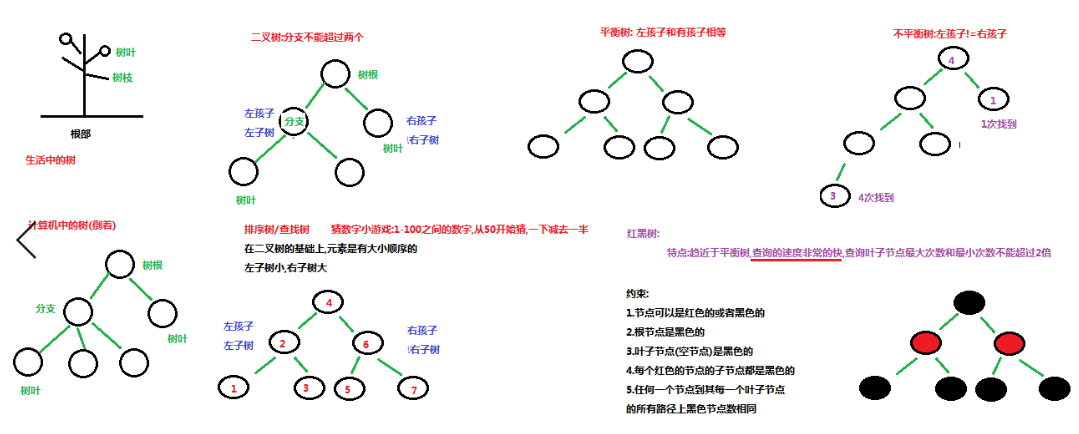 树叶
树枝
根部
生活中的树
二叉树:分支不能超过两个
树根
左孩子
左子树
分支
右孩子
右子树
树叶
树叶
平衡树: 左孩子和有孩子相等
不平衡树:左孩子!=右孩子
4
1
1次找到
3
4次找到
计算机中的树(倒着)
树根
分支
树叶
树叶
排序树/查找树 猜数字小游戏:1-100之间的数字,从50开始猜,一下减去一半
在二叉树的基础上,元素是有大小顺序的
左子树小,右子树大
4
左孩子
左子树
2
6
右孩子
右子树
1
3
5
7
红黑树:
特点:趋近于平衡树,查询的速度非常的快,查询叶子节点最大次数和最小次数不能超过2倍
约束:
1.节点可以是红色的或者黑色的
2.根节点是黑色的
3.叶子节点(空节点)是黑色的
4.每个红色的节点的子节点都是黑色的
5.任何一个节点到其每一个叶子节点
的所有路径上黑色节点数相同